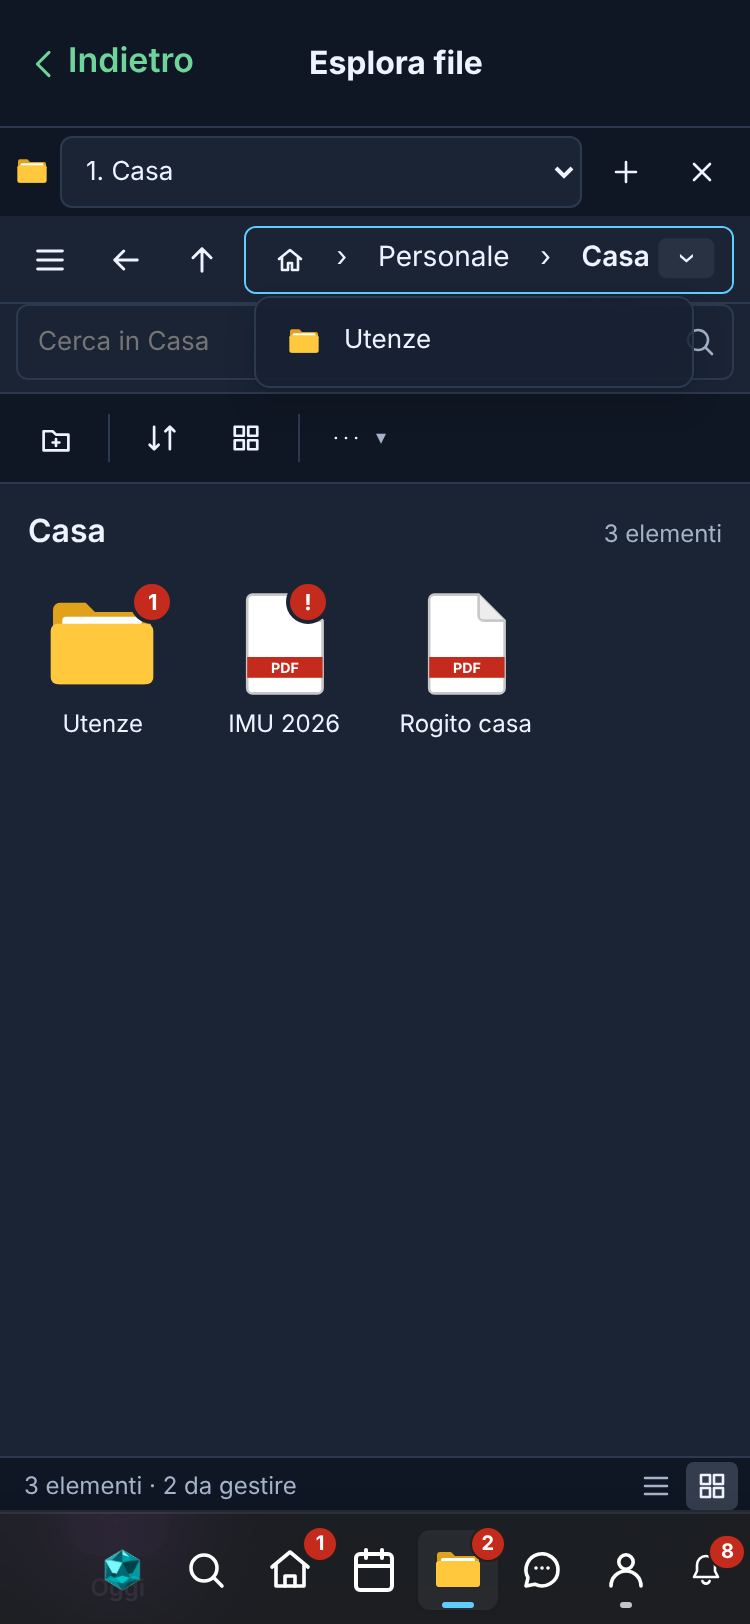 Indietro
Esplora file
1. Casa
› Personale › Casa
Cerca in Casa
Utenze
... ▾
Casa
3 elementi
1
!
PDF
PDF
Utenze
IMU 2026
Rogito casa
3 elementi · 2 da gestire
1
2
8
Oggi